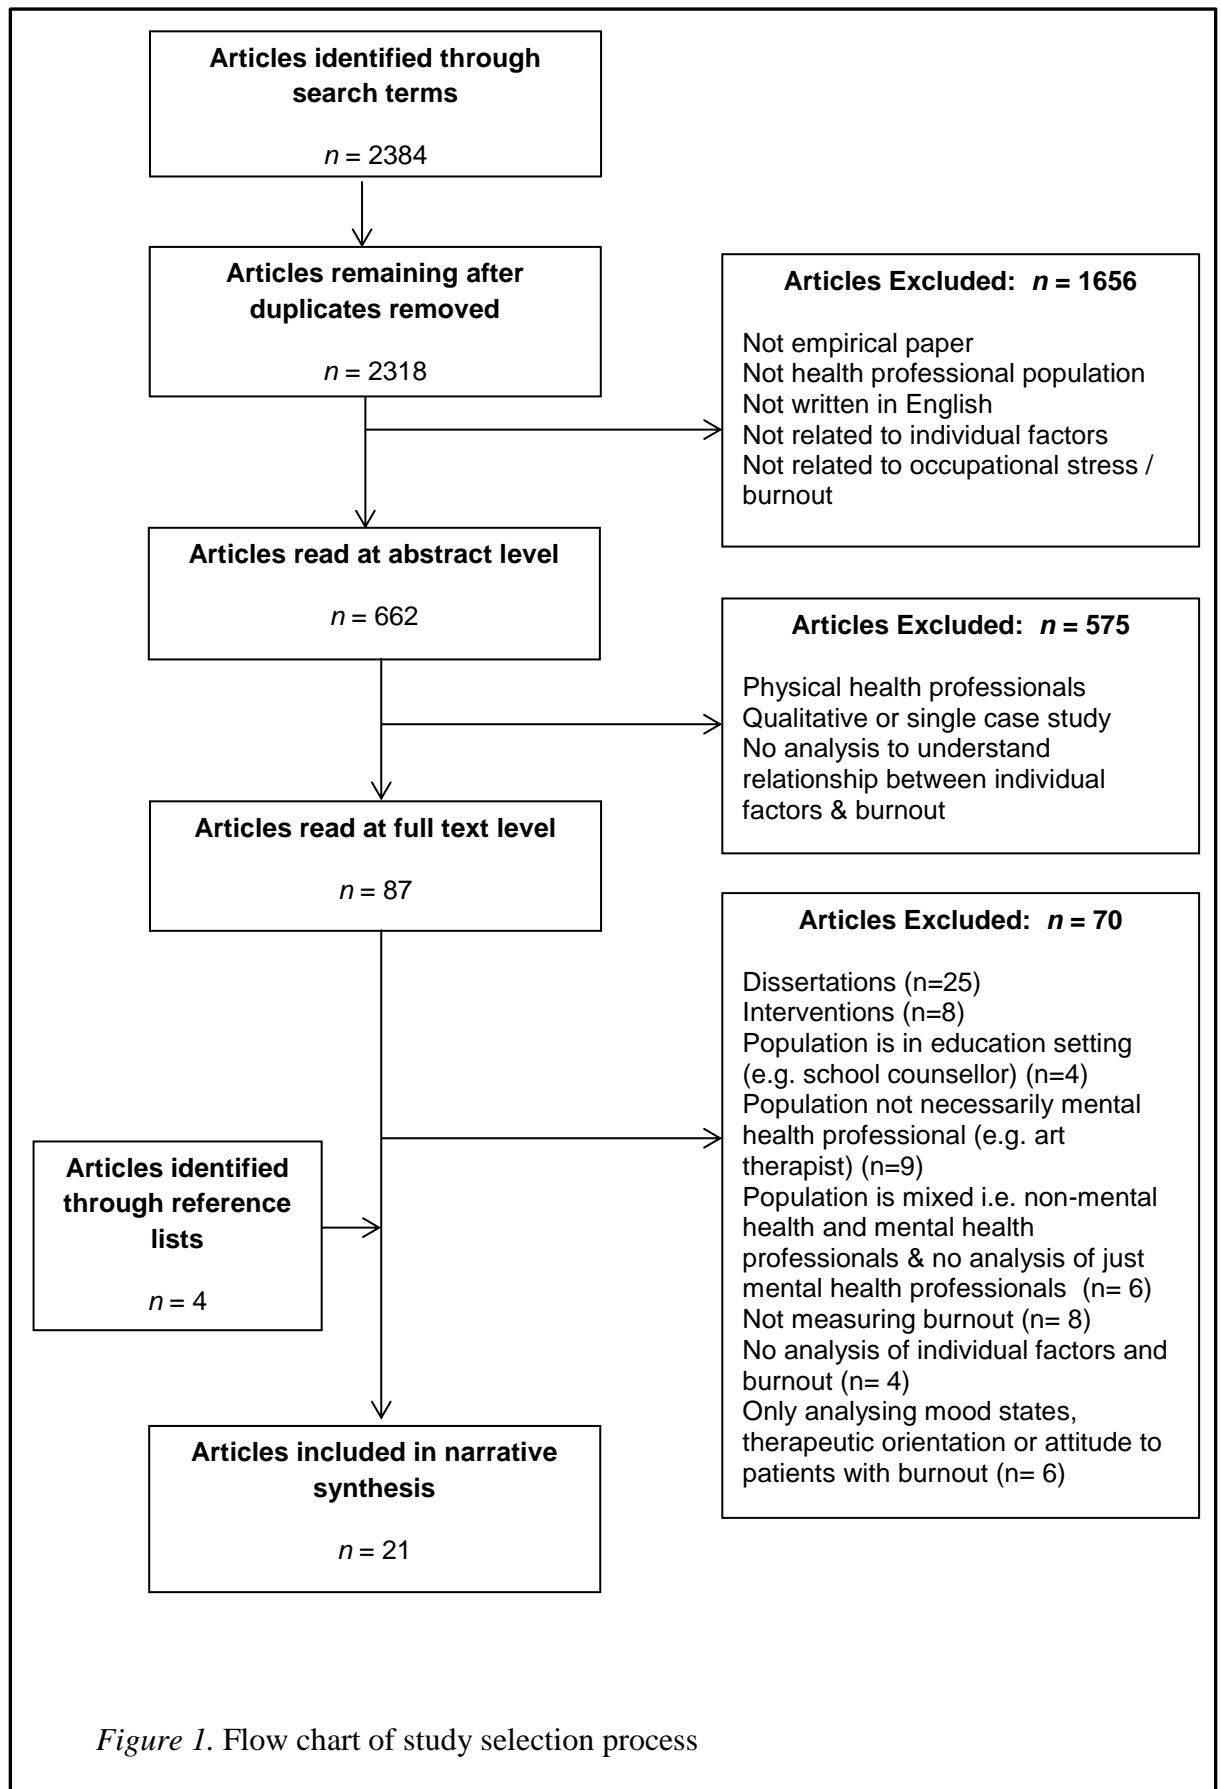 Articles identified through
search terms
n = 2384
Articles remaining after
duplicates removed
n = 2318
Articles Excluded: n = 1656
Not empirical paper
Not health professional population
Not written in English
Not related to individual factors
Not related to occupational stress /
burnout
Articles read at abstract level
n = 662
Articles Excluded: n = 575
Physical health professionals
Qualitative or single case study
No analysis to understand
relationship between individual
factors & burnout
Articles read at full text level
n = 87
Articles Excluded: n = 70
Dissertations (n=25)
Interventions (n=8)
Population is in education setting
(e.g. school counsellor) (n=4)
Population not necessarily mental
health professional (e.g. art
therapist) (n=9)
Population is mixed i.e. non-mental
health and mental health
professionals & no analysis of just
mental health professionals (n= 6)
Not measuring burnout (n= 8)
No analysis of individual factors and
burnout (n= 4)
Only analysing mood states,
therapeutic orientation or attitude to
patients with burnout (n= 6)
Articles identified
through reference
lists
n = 4
Articles included in narrative
synthesis
n = 21
Figure 1. Flow chart of study selection process